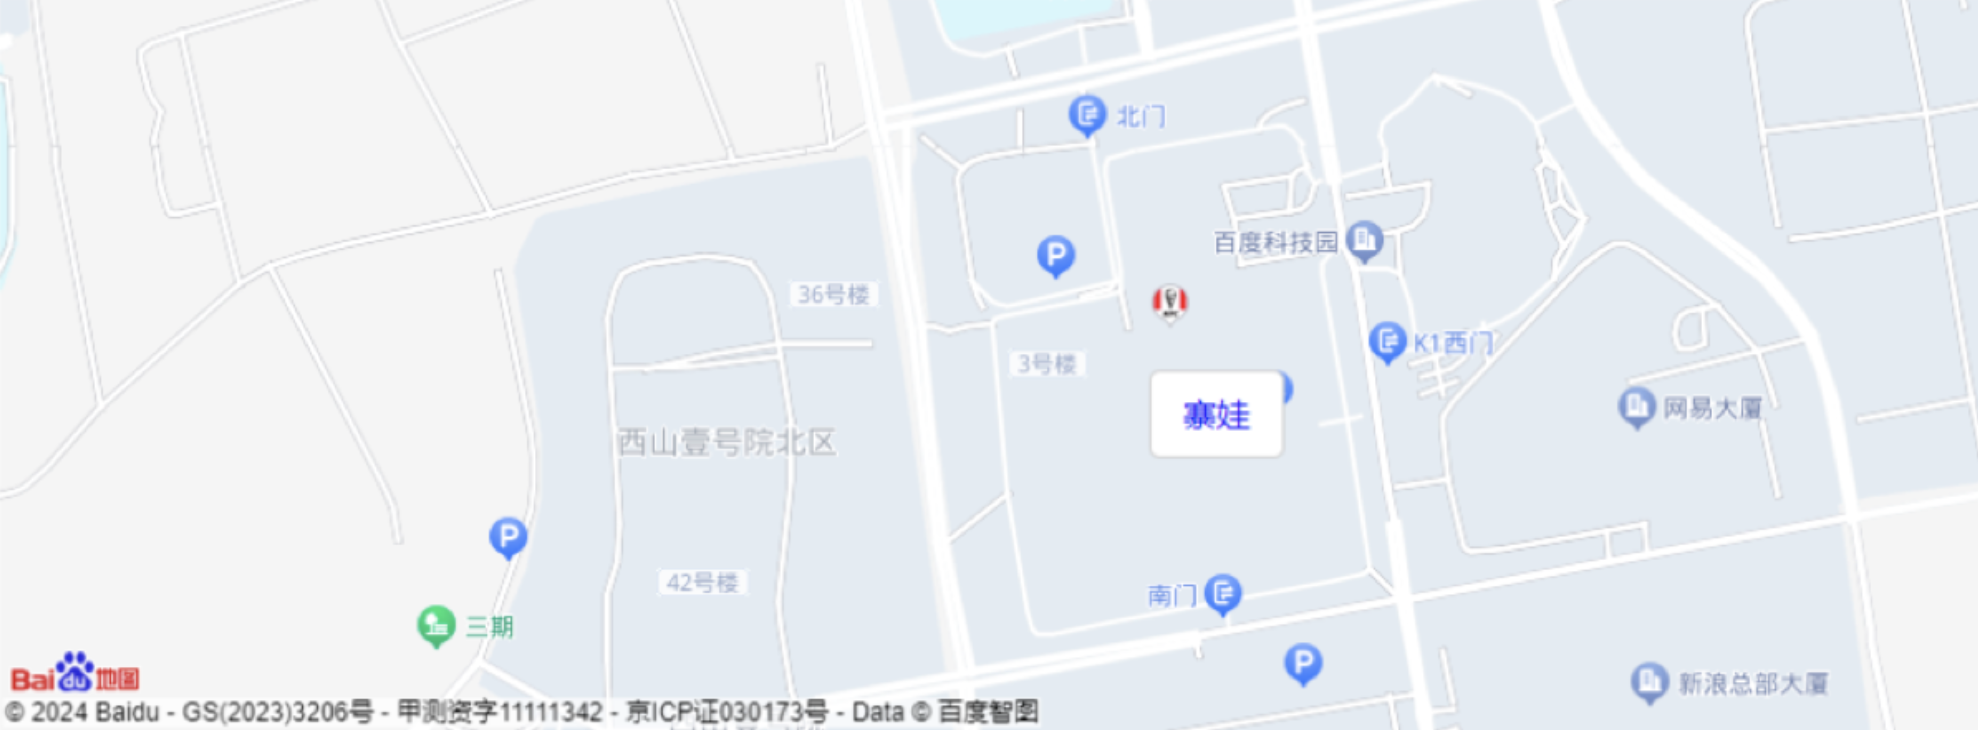 北门
百度科技园
36号楼
K1西门
3号楼
网易大厦
寨娃
西山壹号院北区
P
P
42号楼
南门
三期
P
新浪总部大厦
Bai du 地图
© 2024 Baidu - GS(2023)3206号 - 甲测资字11111342 - 京ICP证030173号 - Data © 百度智图